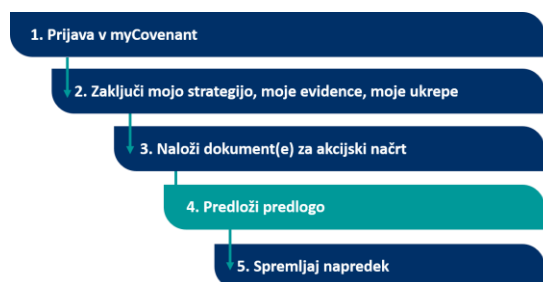 1. Prijava v myCovenant
2. Zaključi mojo strategijo, moje evidence, moje ukrepe
3. Naloži dokument(e) za akcijski načrt
4. Predloži predlogo
5. Spremljaj napredek